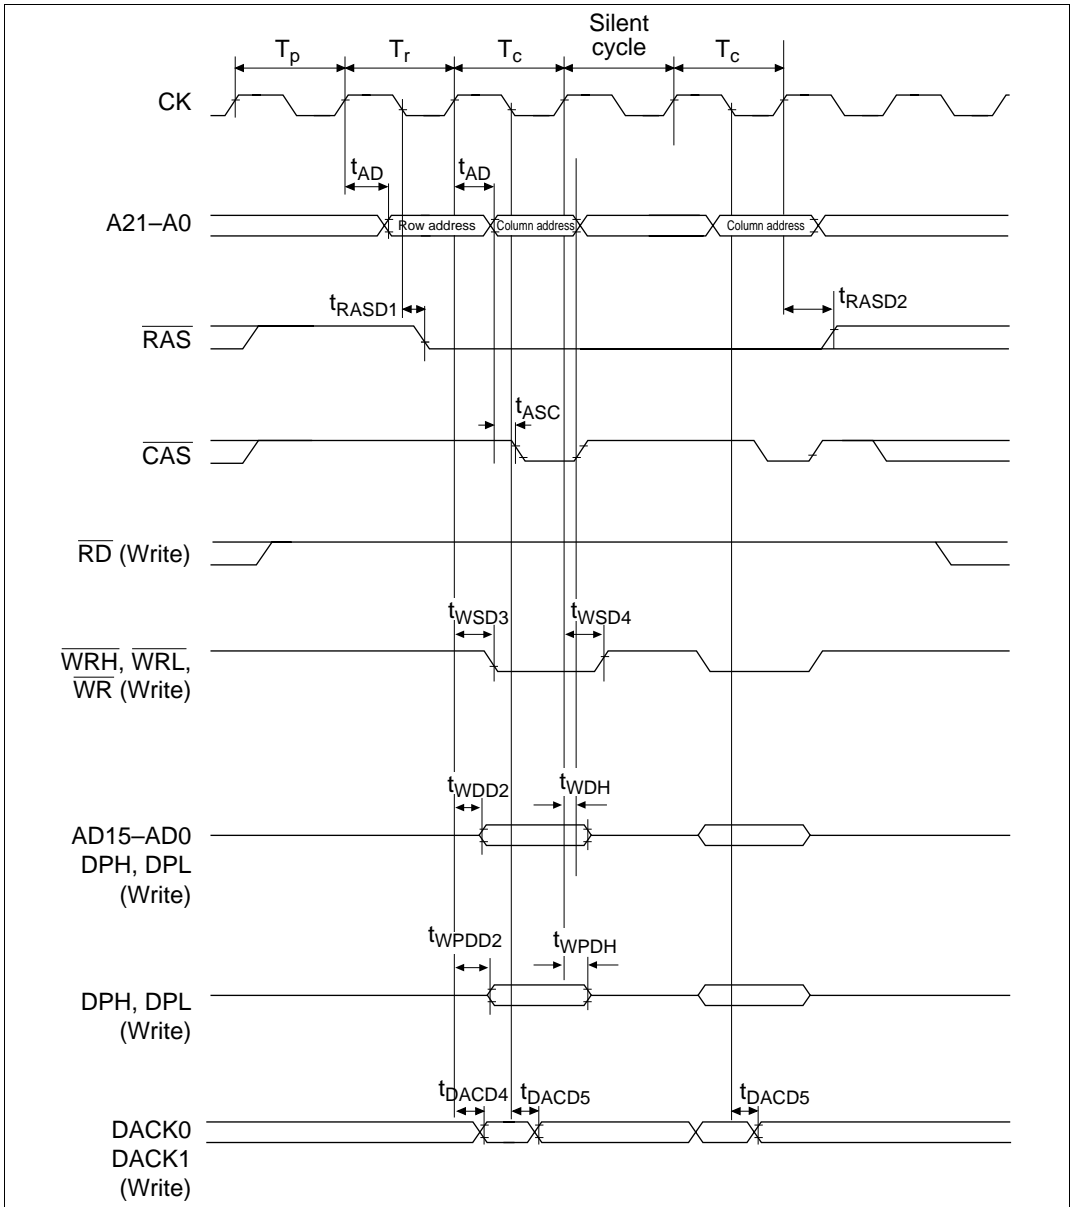 Silent
cycle
Tp Tr Tc Tc
CK
tAD tAD
A21–A0 Row address Column address Column address
tRASD1 tRASD2
RAS
tASC
CAS
RD (Write)
tWSD3 tWSD4
WRH, WRL,
WR (Write)
tWDD2 tWDH
AD15–AD0
DPH, DPL
(Write)
tWPDD2 tWPDH
DPH, DPL
(Write)
tDACD4 tDACD5 tDACD5
DACK0
DACK1
(Write)